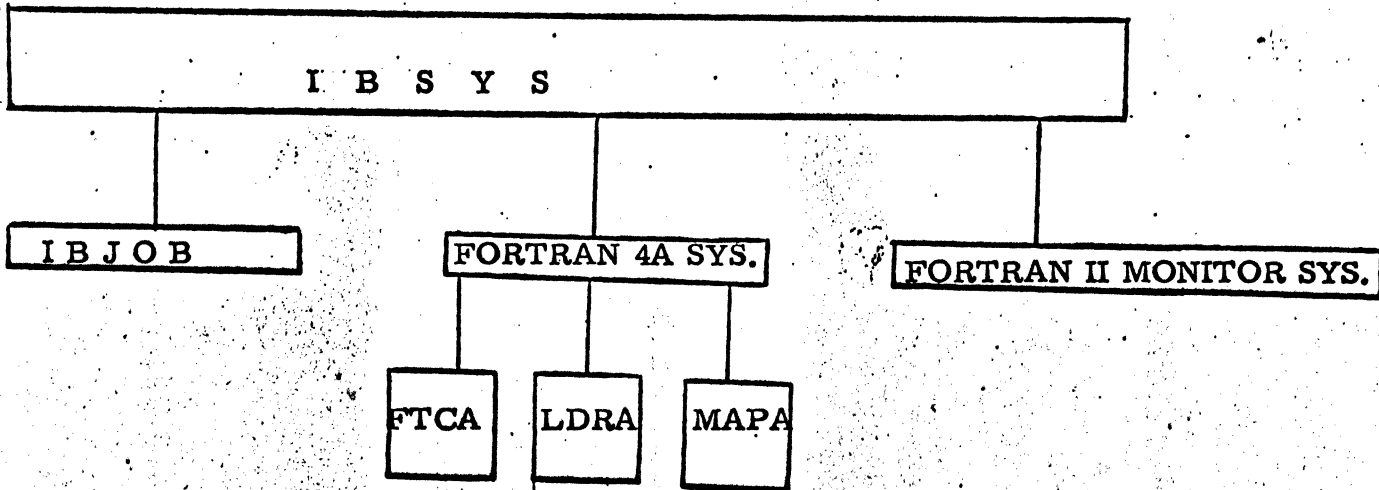 I B S Y S
I B J O B
FORTRAN 4A SYS.
FORTRAN II MONITOR SYS.
FTCA
LDRA
MAPA